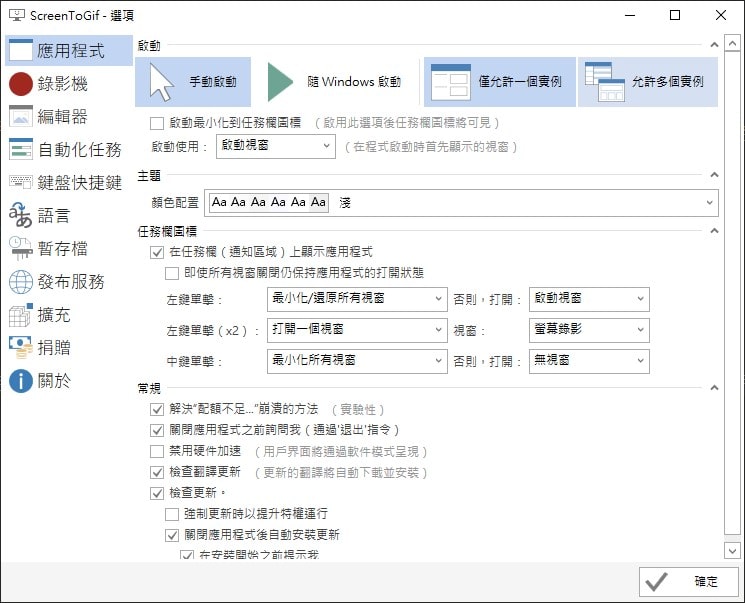 ScreenToGif - 選項
應用程式
錄影機
編輯器
自動化任務
鍵盤快捷鍵
語言
暫存檔
發布服務
擴充
捐贈
關於
啟動
手動啟動
隨 Windows 啟動
僅允許一個實例
允許多個實例
啟動最小化到任務欄圖標 （啟用此選項後任務欄圖標將可見）
啟動使用： 啟動視窗 （在程式啟動時首先顯示的視窗）
主題
顏色配置 Aa Aa Aa Aa Aa Aa 淺
任務欄圖標
在任務欄（通知區域）上顯示應用程式
即使所有視窗關閉仍保持應用程式的打開狀態
左鍵單擊： 最小化/還原所有視窗 否則，打開： 啟動視窗
左鍵單擊（x2）： 打開一個視窗 視窗： 螢幕錄影
中鍵單擊： 最小化所有視窗 否則，打開： 無視窗
常規
解決“配額不足...”崩潰的方法 （實驗性）
關閉應用程式之前詢問我（通過'退出'指令）
禁用硬件加速 （用戶界面將通過軟件模式呈現）
檢查翻譯更新 （更新的翻譯將自動下載並安裝）
檢查更新。
強制更新時以提升特權運行
關閉應用程式後自動安裝更新
在安裝開始之前提示我
確定